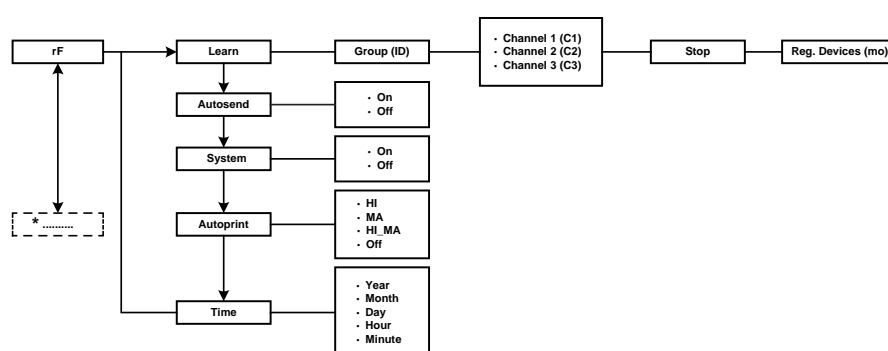 rF
Learn
Group (ID)
· Channel 1 (C1)
· Channel 2 (C2)
· Channel 3 (C3)
Stop
Reg. Devices (mo)
Autosend
· On
· Off
System
· On
· Off
* ..........
Autoprint
· HI
· MA
· HI_MA
· Off
Time
· Year
· Month
· Day
· Hour
· Minute